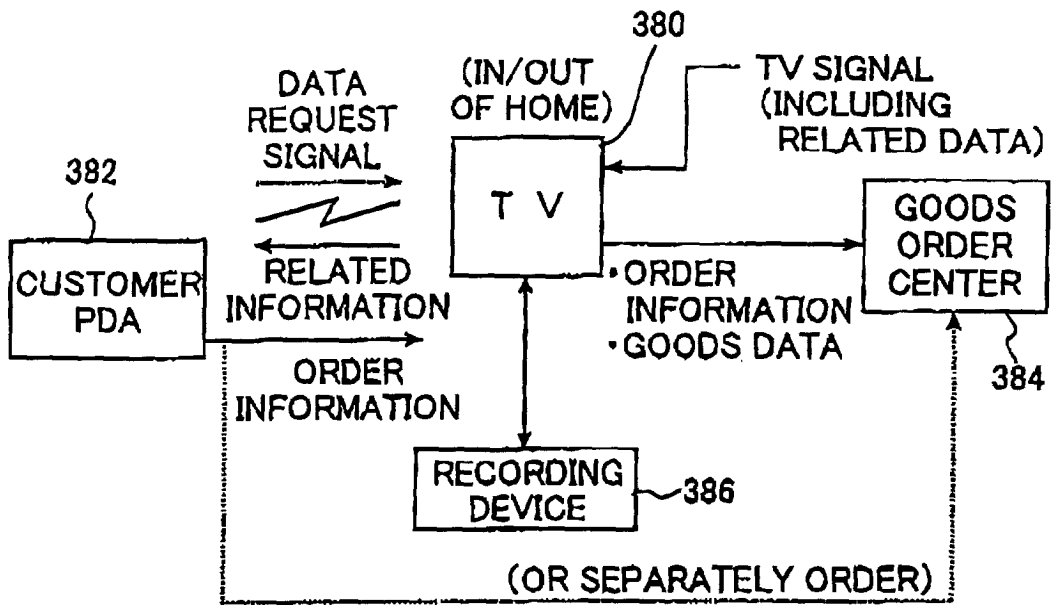 380
(IN/OUT
OF HOME)
TV SIGNAL
(INCLUDING
RELATED DATA)
DATA
REQUEST
SIGNAL
382
T V
GOODS
ORDER
CENTER
CUSTOMER
PDA
RELATED
INFORMATION
•ORDER
INFORMATION
•GOODS DATA
384
ORDER
INFORMATION
RECORDING
DEVICE
386
(OR SEPARATELY ORDER)